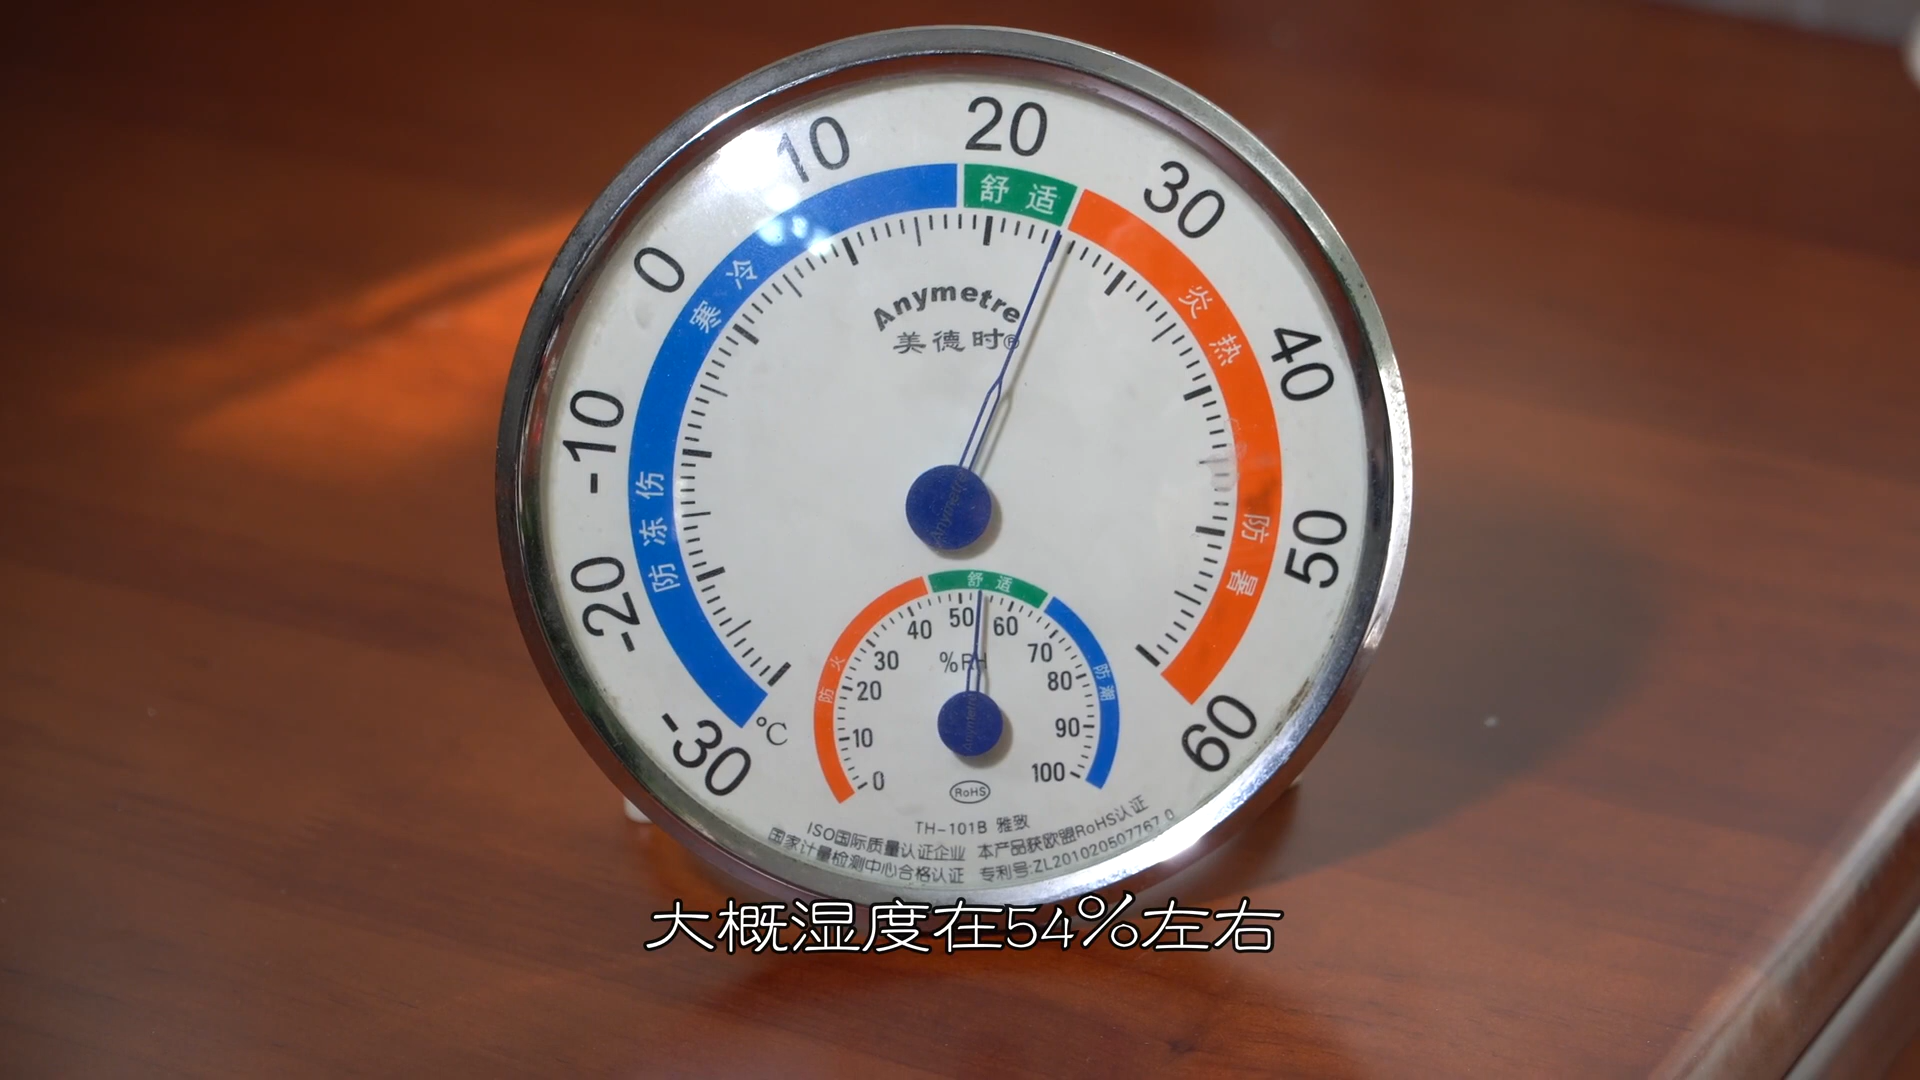 -30
-20
-10
0
10
20
30
40
50
60
°C
防冻伤
寒冷
舒适
炎热
防暑
Anymetre
美德时®
Anymetre
防火
舒适
防潮
0
10
20
30
40
50
60
70
80
90
100
%RH
Anymetre
RoHS
TH-101B 雅致
ISO国际质量认证企业 本产品获欧盟RoHS认证
国家计量检测中心合格认证 专利号:ZL201020507767.0
大概湿度在54%左右